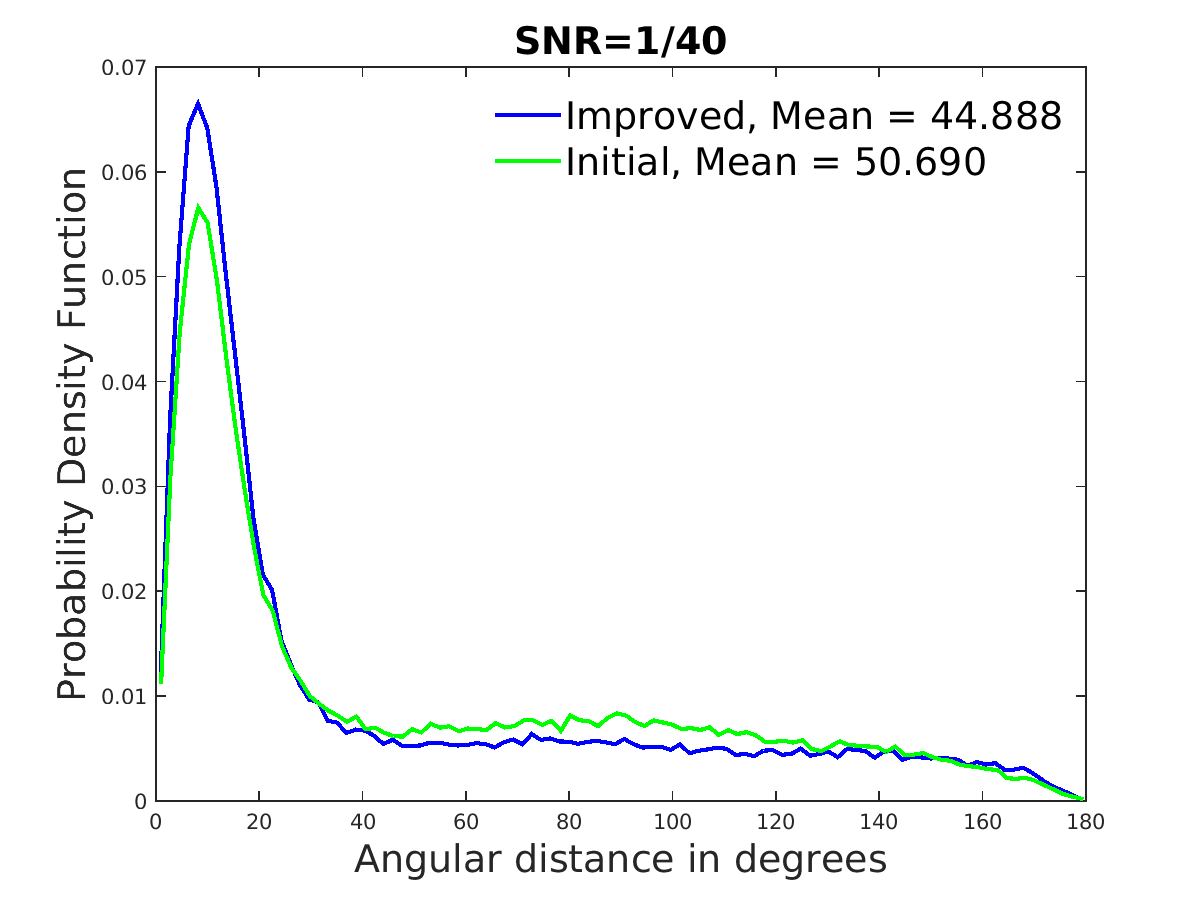 SNR=1/40
Improved, Mean = 44.888
Initial, Mean = 50.690
Probability Density Function
0.07
0.06
0.05
0.04
0.03
0.02
0.01
0
0 20 40 60 80 100 120 140 160 180
Angular distance in degrees